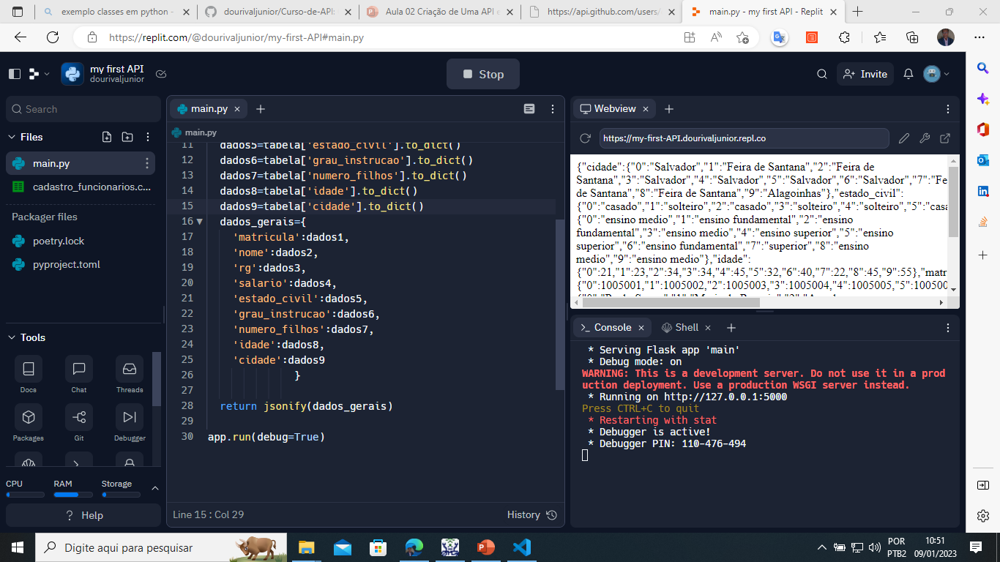 exemplo classes em python -
dourivaljunior/Curso-de-API:
Aula 02 Criação de Uma API e
https://api.github.com/users/
main.py - my first API - Replit
https://replit.com/@dourivaljunior/my-first-API#main.py
my first API
dourivaljunior
Stop
Invite
Search
Files
main.py
cadastro_funcionarios.c...
Packager files
poetry.lock
pyproject.toml
Tools
Docs
Chat
Threads
Packages
Git
Debugger
CPU
RAM
Storage
? Help
main.py
main.py
11 dados5=tabela['estado_civil'].to_dict()
12 dados6=tabela['grau_instrucao'].to_dict()
13 dados7=tabela['numero_filhos'].to_dict()
14 dados8=tabela['idade'].to_dict()
15 dados9=tabela['cidade'].to_dict()
16 dados_gerais={
17 'matricula':dados1,
18 'nome':dados2,
19 'rg':dados3,
20 'salario':dados4,
21 'estado_civil':dados5,
22 'grau_instrucao':dados6,
23 'numero_filhos':dados7,
24 'idade':dados8,
25 'cidade':dados9
26 }
27
28 return jsonify(dados_gerais)
29
30 app.run(debug=True)
Line 15 : Col 29
History
Webview
https://my-first-API.dourivaljunior.repl.co
{"cidade":{"0":"Salvador","1":"Feira de Santana","2":"Feira de
Santana","3":"Salvador","4":"Salvador","5":"Salvador","6":"Salvador","7":"Fe
de Santana","8":"Feira de Santana","9":"Alagoinhas"},"estado_civil":
{"0":"casado","1":"solteiro","2":"casado","3":"solteiro","4":"solteiro","5":"casa
{"0":"ensino medio","1":"ensino fundamental","2":"ensino
fundamental","3":"ensino medio","4":"ensino superior","5":"ensino
superior","6":"ensino fundamental","7":"superior","8":"ensino
medio","9":"ensino medio"},"idade":
{"0":21,"1":23,"2":34,"3":34,"4":45,"5":32,"6":40,"7":22,"8":45,"9":55},"matr
{"0":1005001,"1":1005002,"2":1005003,"3":1005004,"4":1005005,"5":100500
Console
Shell
* Serving Flask app 'main'
* Debug mode: on
WARNING: This is a development server. Do not use it in a prod
uction deployment. Use a production WSGI server instead.
* Running on http://127.0.0.1:5000
Press CTRL+C to quit
* Restarting with stat
* Debugger is active!
* Debugger PIN: 110-476-494
Digite aqui para pesquisar
POR
PTB2
10:51
09/01/2023